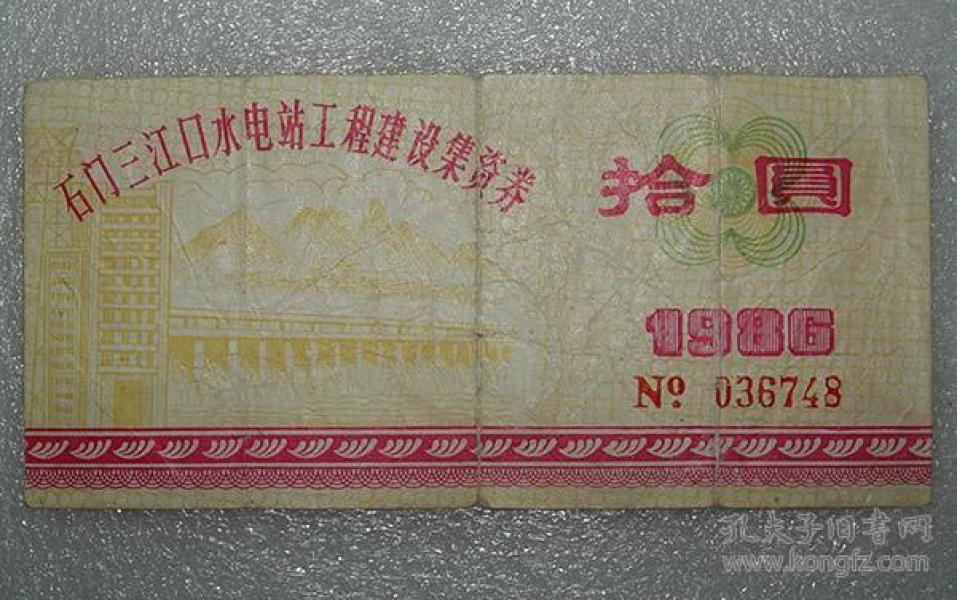 石门三江口水电站工程建设集资券
拾圆
1986
Nº 036748
孔夫子旧书网
www.kongfz.com